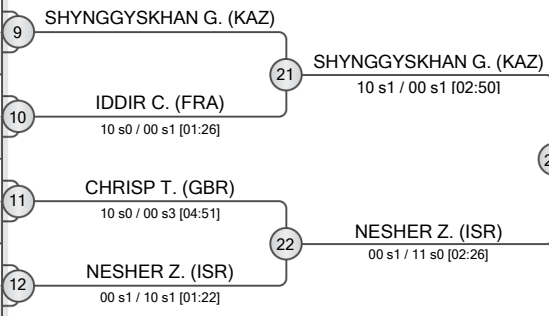 9
SHYNGGYSKHAN G. (KAZ)
21
SHYNGGYSKHAN G. (KAZ)
10 s1 / 00 s1 [02:50]
10
IDDIR C. (FRA)
10 s0 / 00 s1 [01:26]
11
CHRISP T. (GBR)
10 s0 / 00 s3 [04:51]
22
NESHER Z. (ISR)
00 s1 / 11 s0 [02:26]
12
NESHER Z. (ISR)
00 s1 / 10 s1 [01:22]